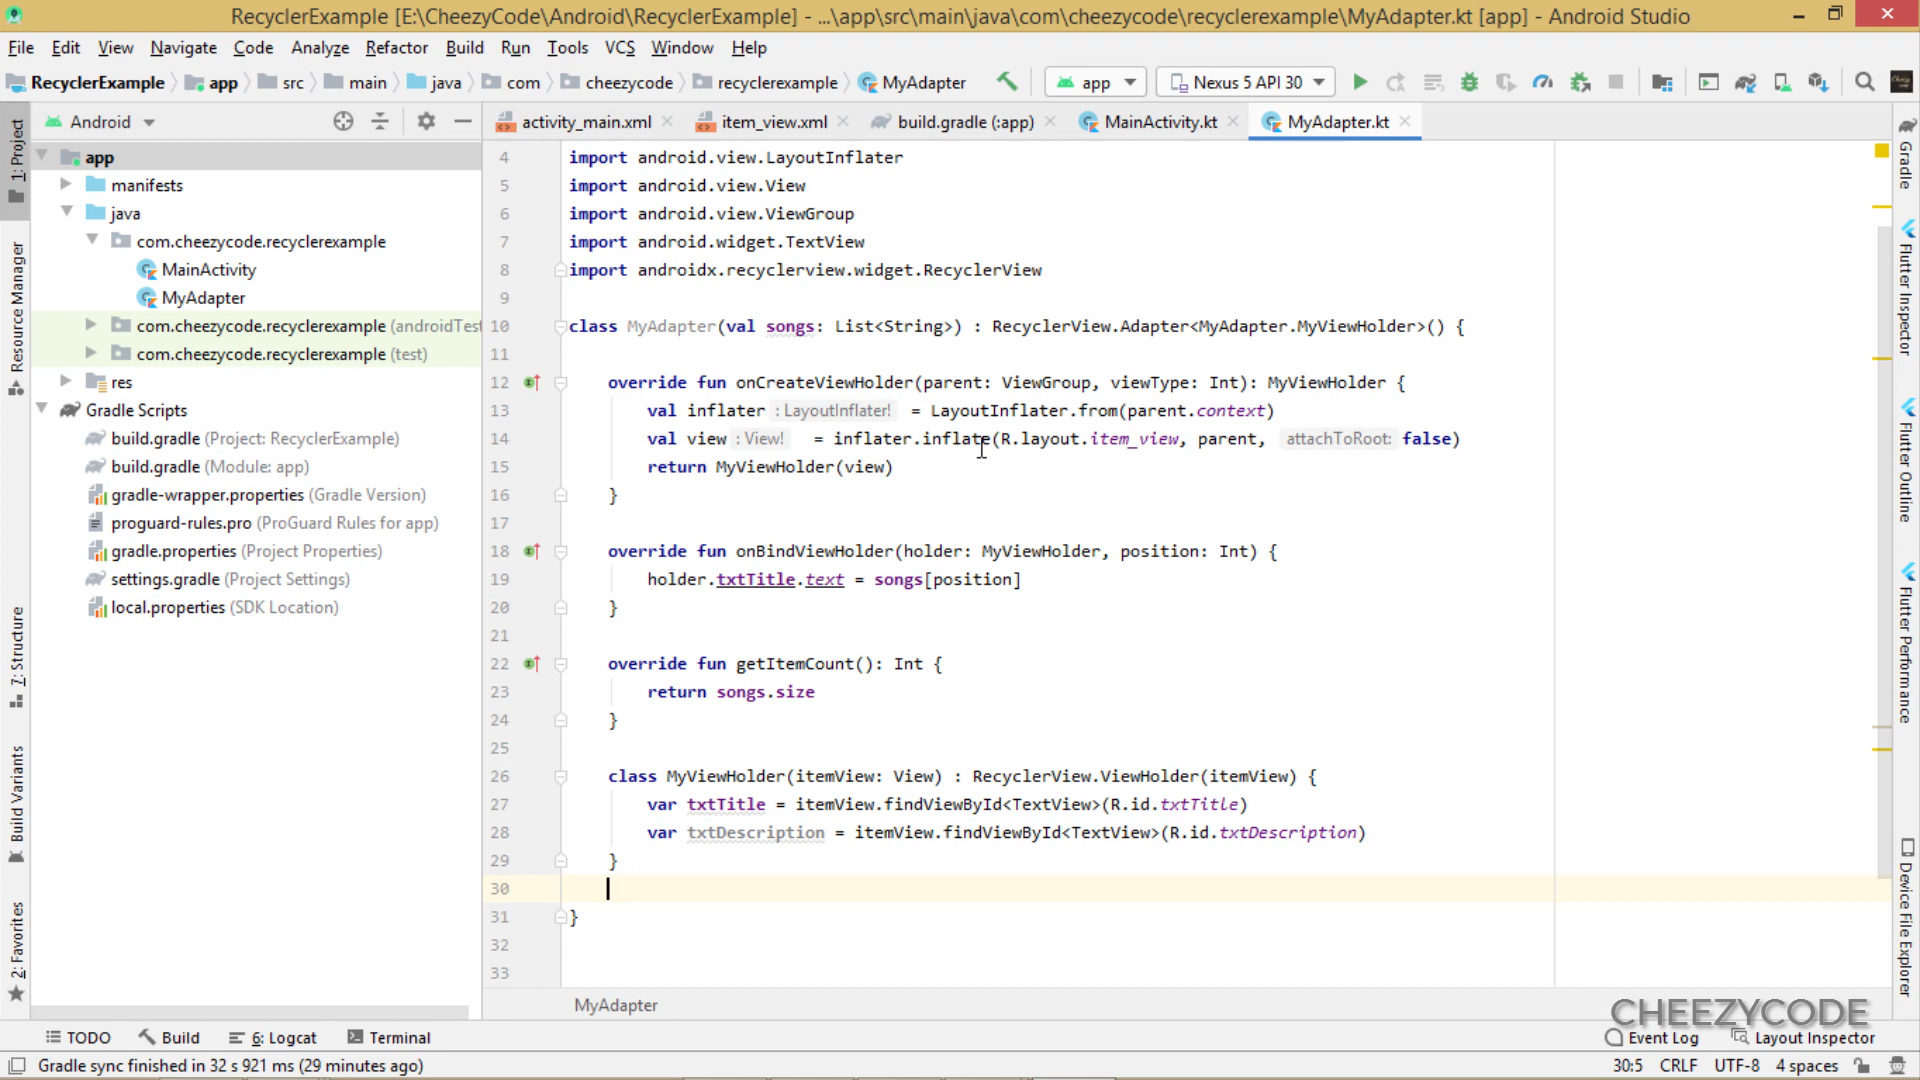 RecyclerExample [E:\CheezyCode\Android\RecyclerExample] - ...\app\src\main\java\com\cheezycode\recyclerexample\MyAdapter.kt [app] - Android Studio
File Edit View Navigate Code Analyze Refactor Build Run Tools VCS Window Help
RecyclerExample app src main java com cheezycode recyclerexample MyAdapter app Nexus 5 API 30
Android
activity_main.xml item_view.xml build.gradle (:app) MainActivity.kt MyAdapter.kt
1: Project
Resource Manager
7: Structure
Build Variants
2: Favorites
app
manifests
java
com.cheezycode.recyclerexample
MainActivity
MyAdapter
com.cheezycode.recyclerexample (androidTest
com.cheezycode.recyclerexample (test)
res
Gradle Scripts
build.gradle (Project: RecyclerExample)
build.gradle (Module: app)
gradle-wrapper.properties (Gradle Version)
proguard-rules.pro (ProGuard Rules for app)
gradle.properties (Project Properties)
settings.gradle (Project Settings)
local.properties (SDK Location)
4 import android.view.LayoutInflater
5 import android.view.View
6 import android.view.ViewGroup
7 import android.widget.TextView
8 import androidx.recyclerview.widget.RecyclerView
9
10 class MyAdapter(val songs: List<String>) : RecyclerView.Adapter<MyAdapter.MyViewHolder>() {
11
12 override fun onCreateViewHolder(parent: ViewGroup, viewType: Int): MyViewHolder {
13 val inflater : LayoutInflater! = LayoutInflater.from(parent.context)
14 val view : View! = inflater.inflate(R.layout.item_view, parent, attachToRoot: false)
15 return MyViewHolder(view)
16 }
17
18 override fun onBindViewHolder(holder: MyViewHolder, position: Int) {
19 holder.txtTitle.text = songs[position]
20 }
21
22 override fun getItemCount(): Int {
23 return songs.size
24 }
25
26 class MyViewHolder(itemView: View) : RecyclerView.ViewHolder(itemView) {
27 var txtTitle = itemView.findViewById<TextView>(R.id.txtTitle)
28 var txtDescription = itemView.findViewById<TextView>(R.id.txtDescription)
29 }
30
31 }
32
33
MyAdapter
Gradle
Flutter Inspector
Flutter Outline
Flutter Performance
Device File Explorer
CHEEZYCODE
TODO Build 6: Logcat Terminal Event Log Layout Inspector
Gradle sync finished in 32 s 921 ms (29 minutes ago) 30:5 CRLF UTF-8 4 spaces